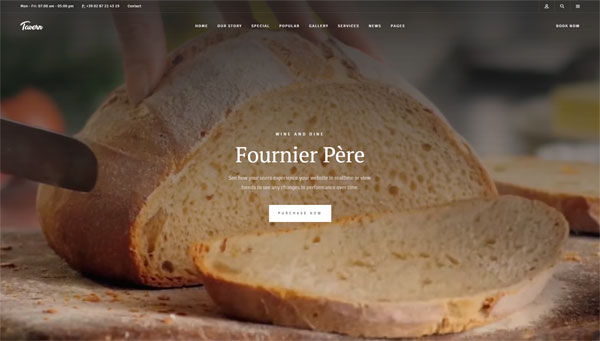 Mon - Fri: 07:00 am - 05:00 pm +39 02 87 21 43 19 Contact
Tavern HOME OUR STORY SPECIAL POPULAR GALLERY SERVICES NEWS PAGES BOOK NOW
WINE AND DINE
Fournier Père
See how your users experience your website in realtime or view
trends to see any changes in performance over time.
PURCHASE NOW